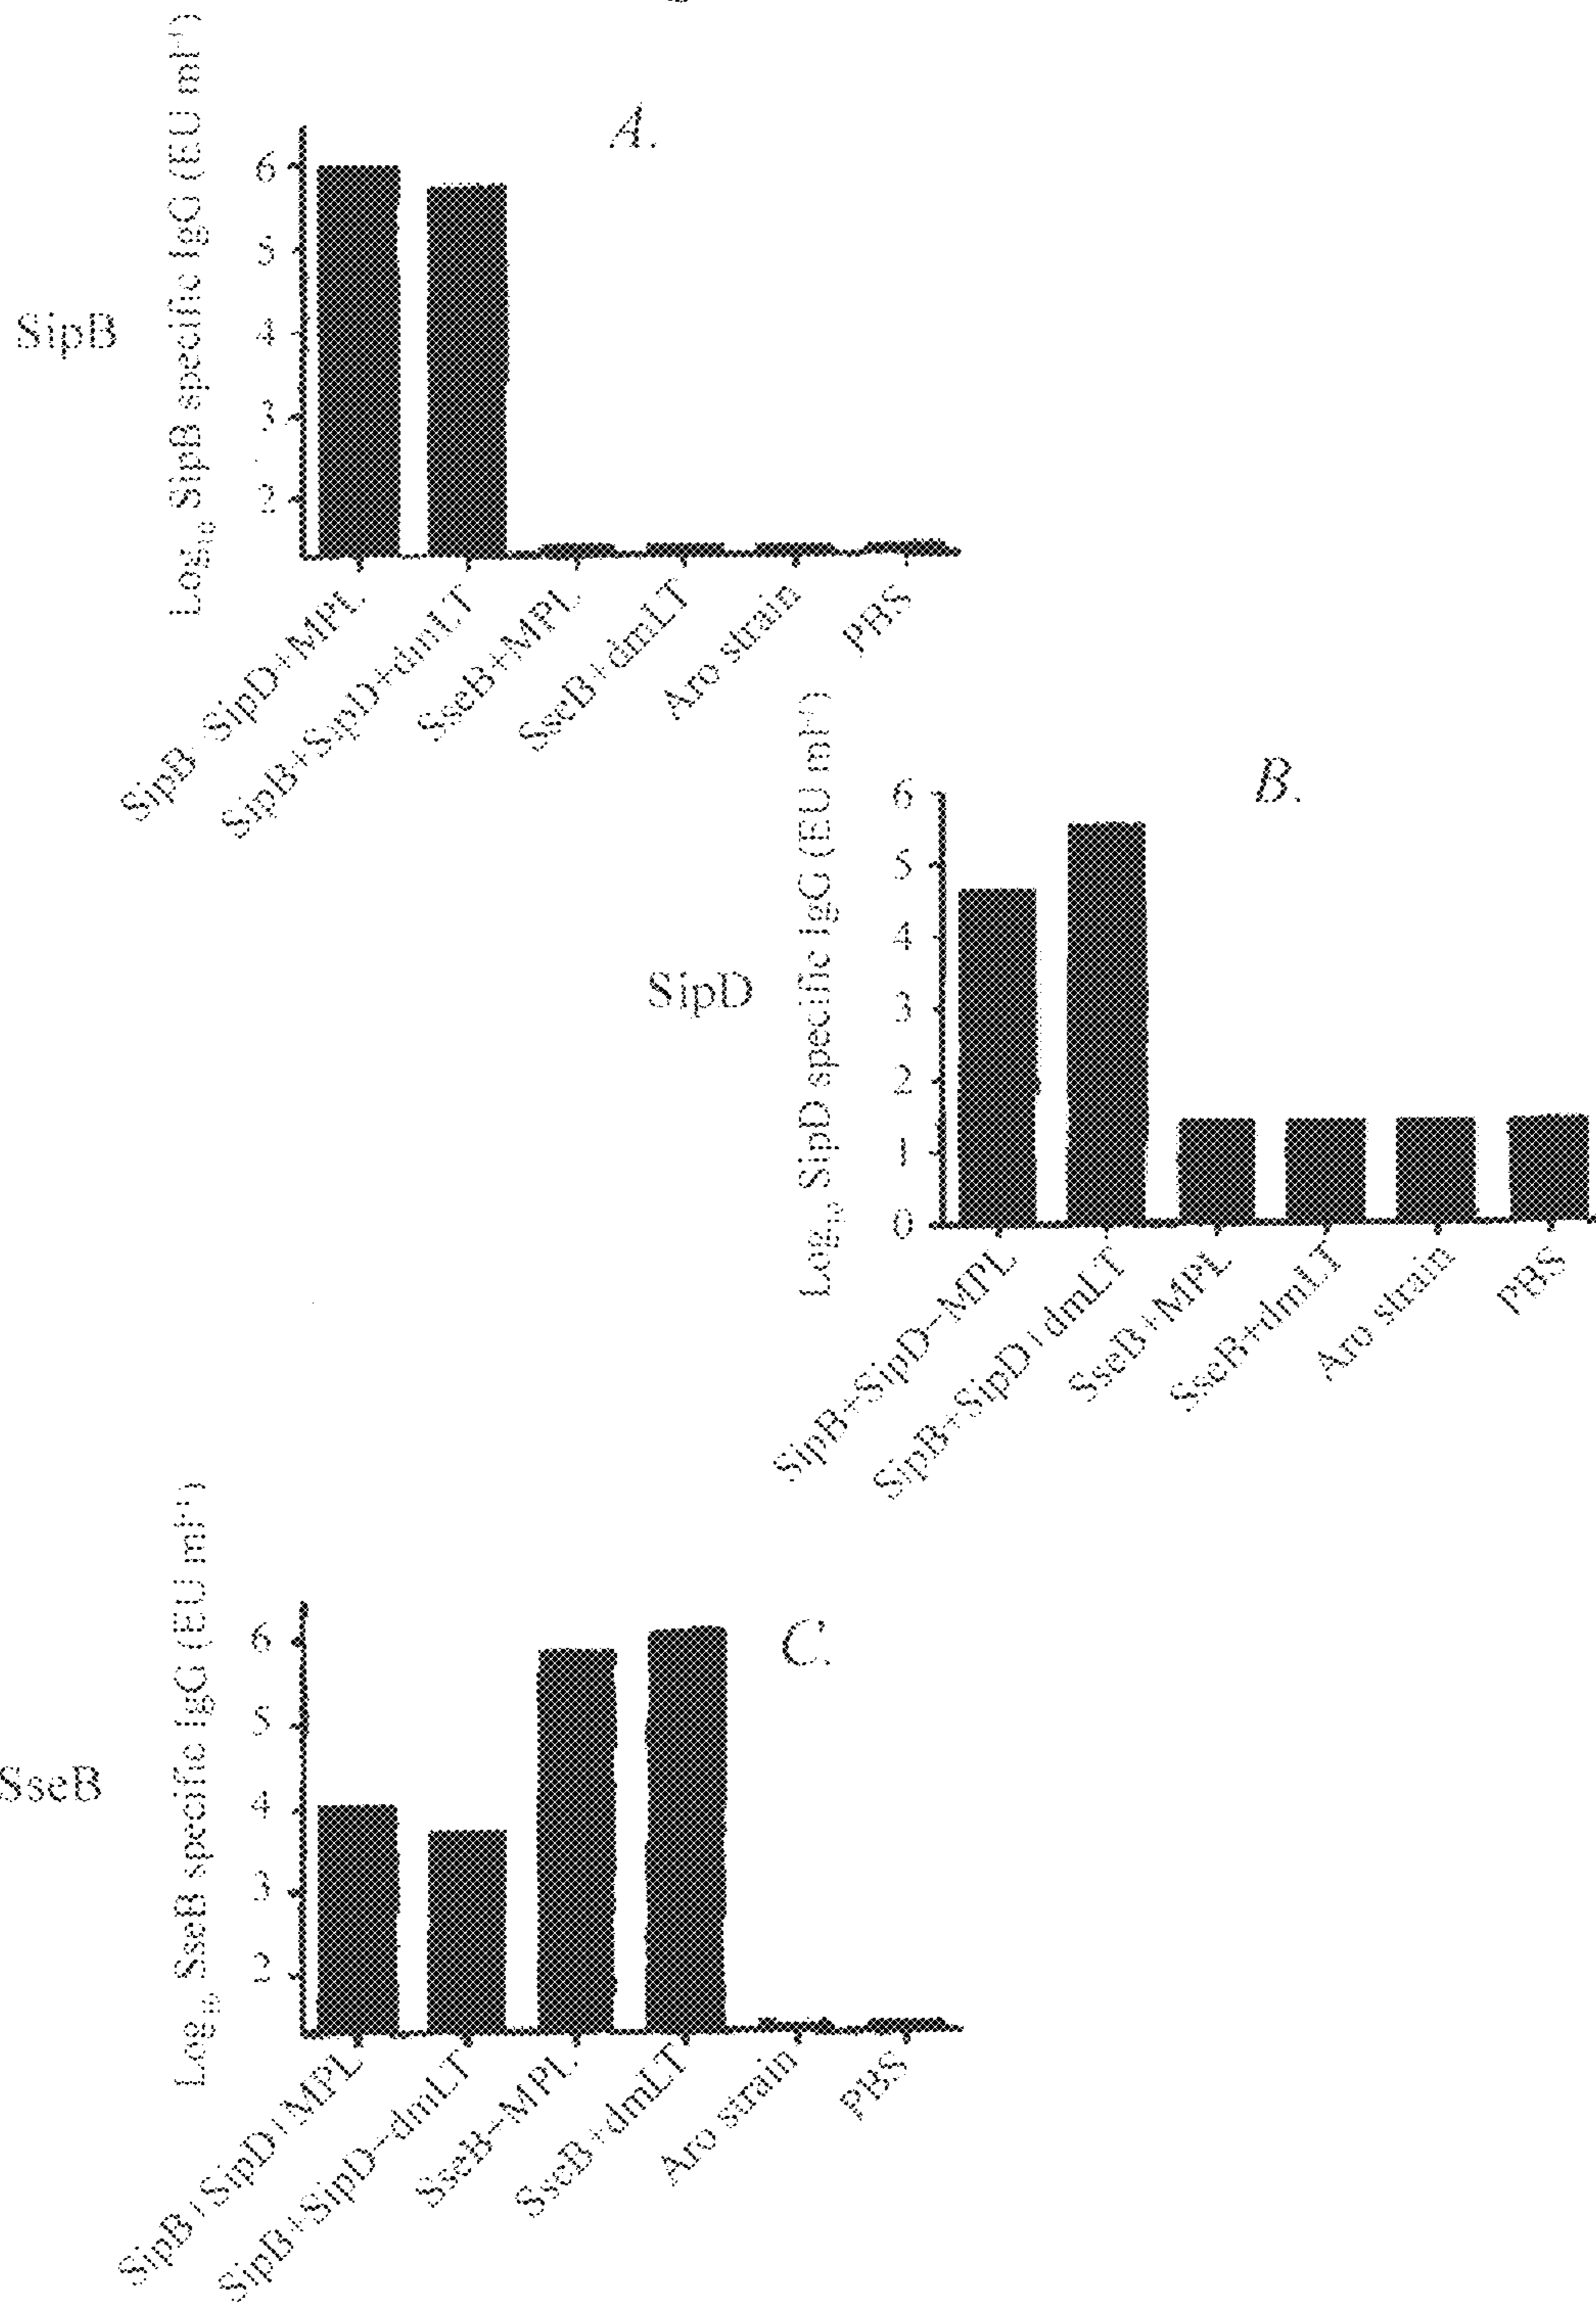 A.
SipB
Log₁₀ SipB specific IgG (EU ml⁻¹)
6
5
4
3
2
SipB+SipD+MPL
SipB+SipD+dmLT
SseB+MPL
SseB+dmLT
Aro strain
PBS
B.
SipD
Log₁₀ SipD specific IgG (EU ml⁻¹)
6
5
4
3
2
1
0
SipB+SipD+MPL
SipB+SipD+dmLT
SseB+MPL
SseB+dmLT
Aro strain
PBS
C.
SseB
Log₁₀ SseB specific IgG (EU ml⁻¹)
6
5
4
3
2
SipB+SipD+MPL
SipB+SipD+dmLT
SseB+MPL
SseB+dmLT
Aro strain
PBS